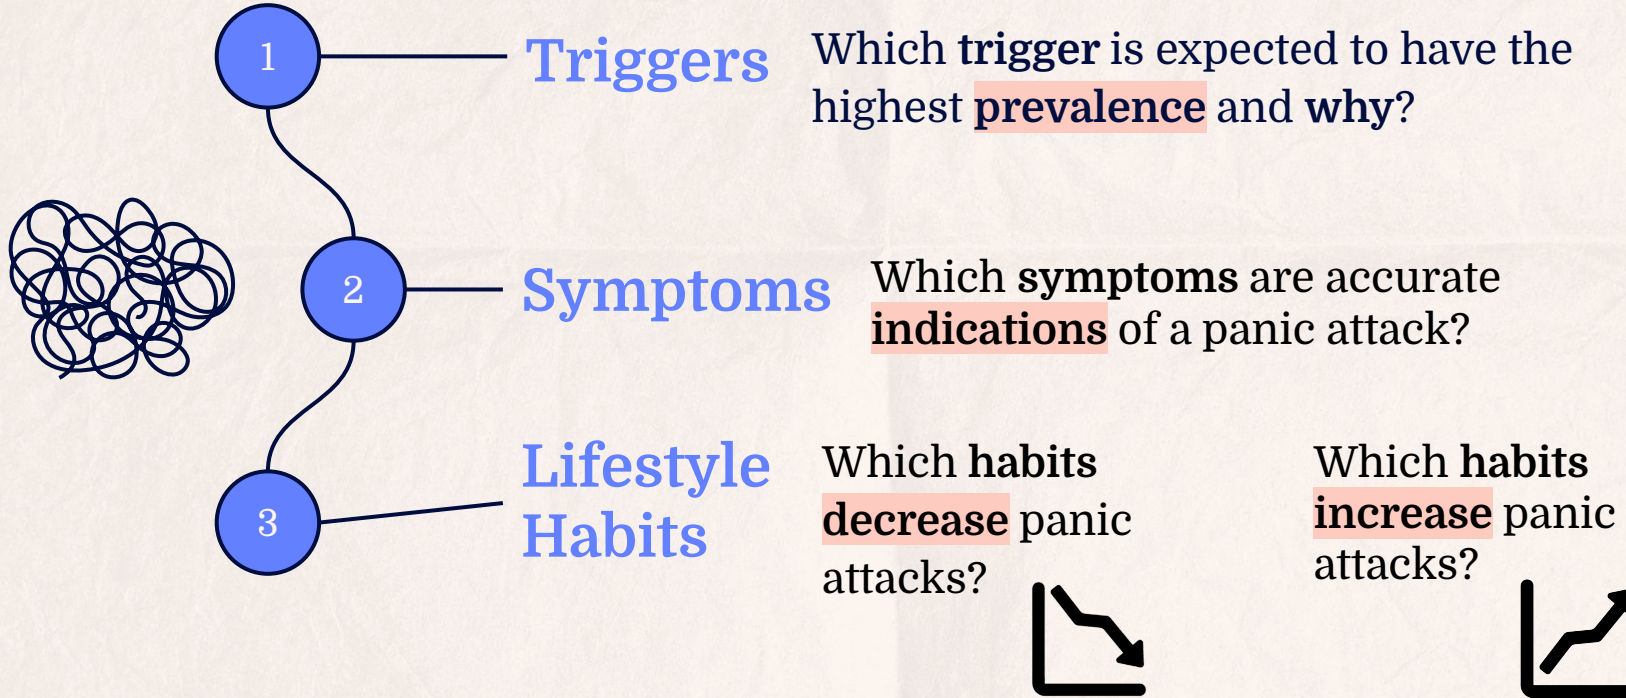 1
Triggers
Which trigger is expected to have the
highest prevalence and why?
2
Symptoms
Which symptoms are accurate
indications of a panic attack?
3
Lifestyle
Habits
Which habits
decrease panic
attacks?
Which habits
increase panic
attacks?